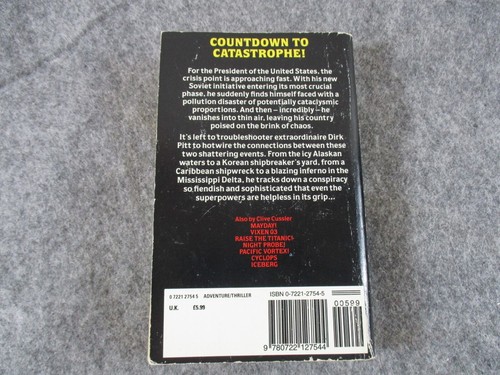 COUNTDOWN TO
CATASTROPHE!
For the President of the United States, the
crisis point is approaching fast. With his new
Soviet initiative entering its most crucial
phase, he suddenly finds himself faced with a
pollution disaster of potentially cataclysmic
proportions. And then – incredibly – he
vanishes into thin air, leaving his country
poised on the brink of chaos.
It's left to troubleshooter extraordinaire Dirk
Pitt to hotwire the connections between these
two shattering events. From the icy Alaskan
waters to a Korean shipbreaker's yard, from a
Caribbean shipwreck to a blazing inferno in the
Mississippi Delta, he tracks down a conspiracy
so fiendish and sophisticated that even the
superpowers are helpless in its grip...
Also by Clive Cussler
MAYDAY!
VIXEN 03
RAISE THE TITANIC!
NIGHT PROBE!
PACIFIC VORTEX!
CYCLOPS
ICEBERG
0 7221 2754 5 ADVENTURE/THRILLER
U.K. £5.99
ISBN 0-7221-2754-5
00599
9 780722 127544